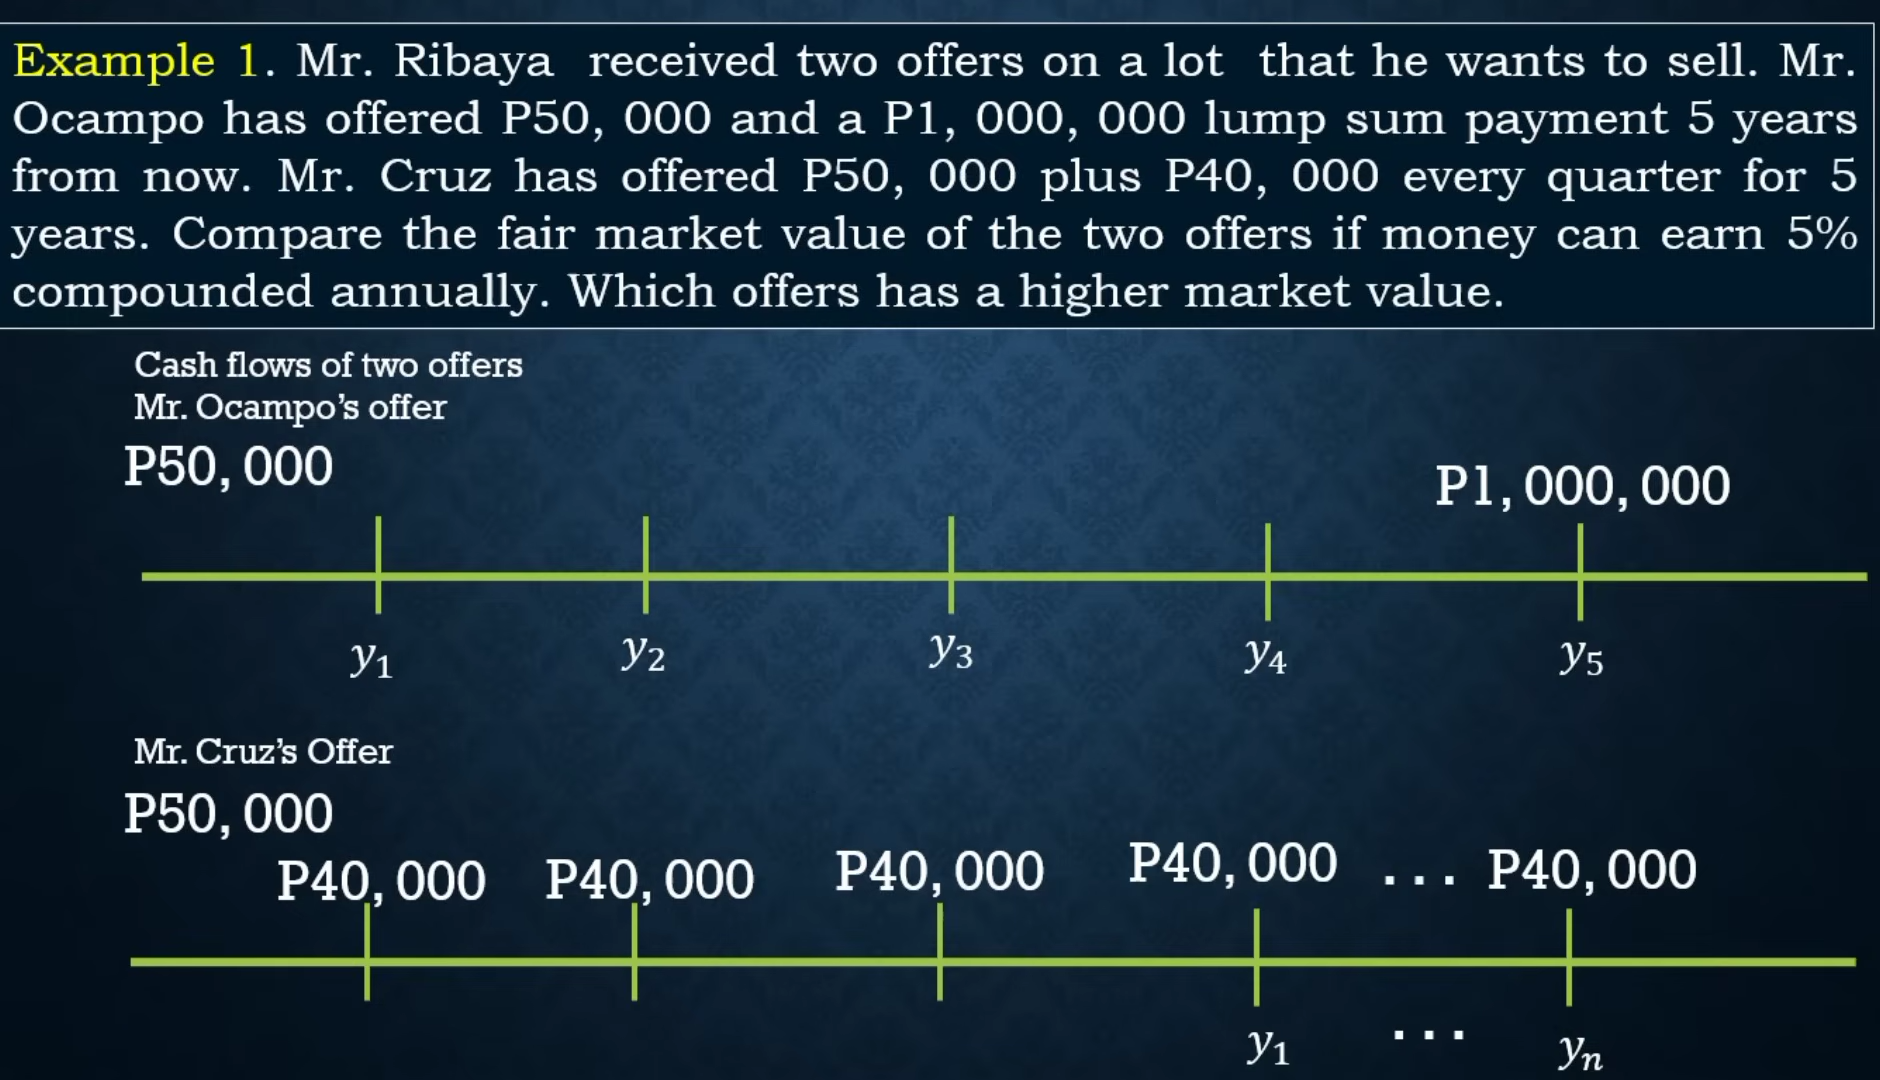 Example 1. Mr. Ribaya received two offers on a lot that he wants to sell. Mr.
Ocampo has offered P50, 000 and a P1, 000, 000 lump sum payment 5 years
from now. Mr. Cruz has offered P50, 000 plus P40, 000 every quarter for 5
years. Compare the fair market value of the two offers if money can earn 5%
compounded annually. Which offers has a higher market value.
Cash flows of two offers
Mr. Ocampo's offer
P50, 000
P1, 000, 000
y₁ y₂ y₃ y₄ y₅
Mr. Cruz's Offer
P50, 000
P40, 000 P40, 000 P40, 000 P40, 000 ... P40, 000
y₁ ... yₙ